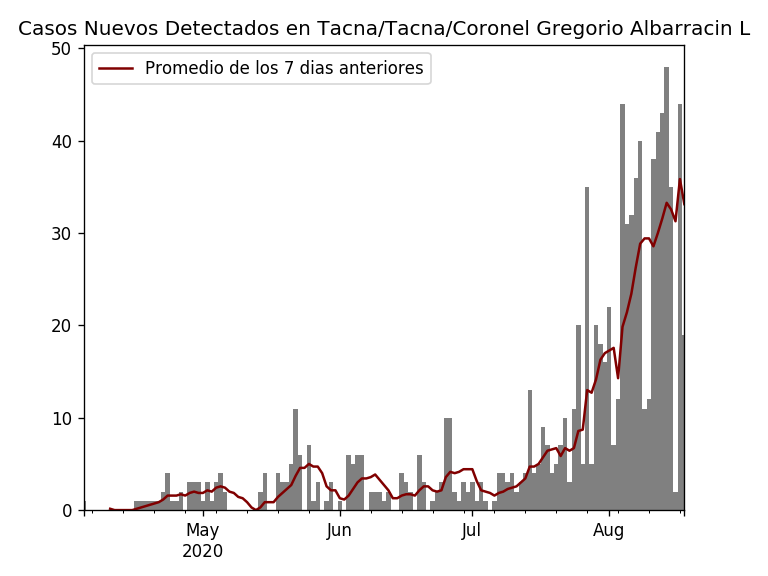 Casos Nuevos Detectados en Tacna/Tacna/Coronel Gregorio Albarracin L
Promedio de los 7 dias anteriores
50
40
30
20
10
0
May
2020
Jun
Jul
Aug